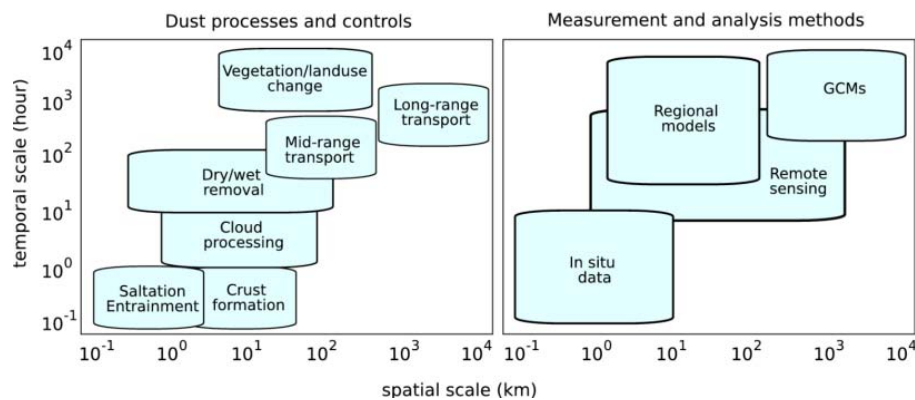 Dust processes and controls
Measurement and analysis methods
temporal scale (hour)
10^4
10^3
10^2
10^1
10^0
10^-1
Vegetation/landuse
change
Long-range
transport
Mid-range
transport
Dry/wet
removal
Cloud
processing
Saltation
Entrainment
Crust
formation
GCMs
Regional
models
Remote
sensing
In situ
data
10^-1 10^0 10^1 10^2 10^3 10^4
10^0 10^1 10^2 10^3 10^4
spatial scale (km)